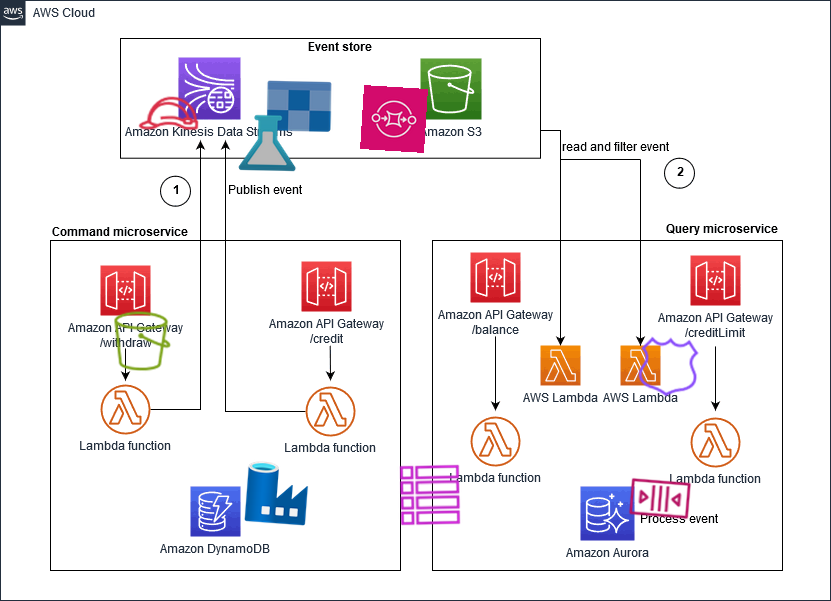 aws
AWS Cloud
Event store
Amazon Kinesis Data Streams
Amazon S3
read and filter event
1
2
Publish event
Command microservice
Query microservice
Amazon API Gateway
/withdraw
Amazon API Gateway
/credit
Amazon API Gateway
/balance
Amazon API Gateway
/creditLimit
AWS Lambda
AWS Lambda
Lambda function
Lambda function
Lambda function
Lambda function
Process event
Amazon DynamoDB
Amazon Aurora